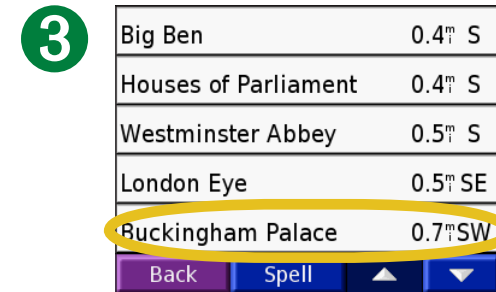 3
Big Ben 0.4 mi S
Houses of Parliament 0.4 mi S
Westminster Abbey 0.5 mi S
London Eye 0.5 mi SE
Buckingham Palace 0.7 mi SW
Back Spell